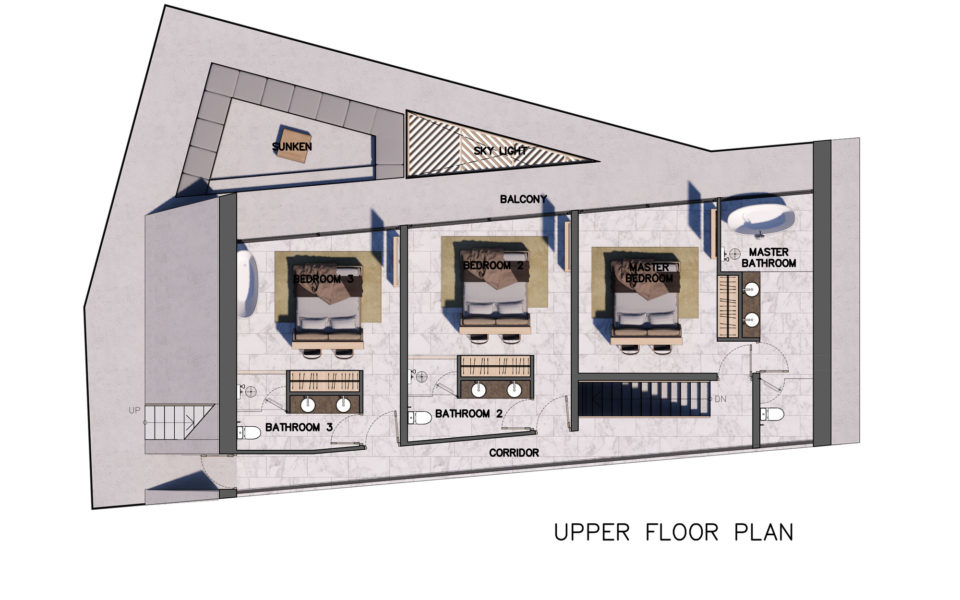 SUNKEN
SKY LIGHT
BALCONY
BEDROOM 3
BEDROOM 2
MASTER
BEDROOM
MASTER
BATHROOM
UP
DN
BATHROOM 3
BATHROOM 2
CORRIDOR
UPPER FLOOR PLAN